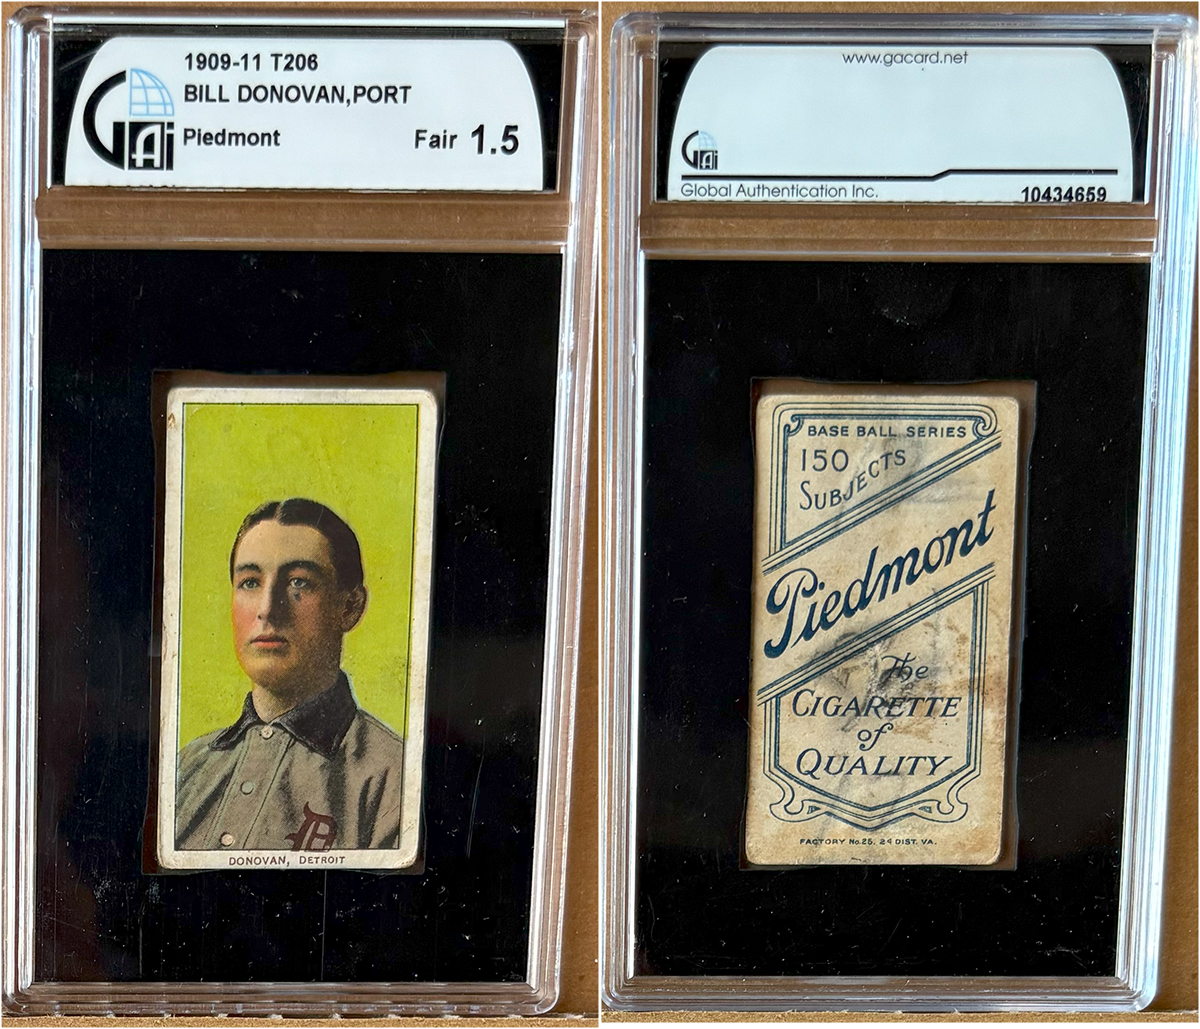 1909-11 T206
BILL DONOVAN,PORT
GAi
Piedmont
Fair 1.5
D
DONOVAN, DETROIT
www.gacard.net
GAi
Global Authentication Inc.
10434659
BASE BALL SERIES
150
SUBJECTS
Piedmont
The
CIGARETTE
of
QUALITY
FACTORY No.25, 2d DIST. VA.